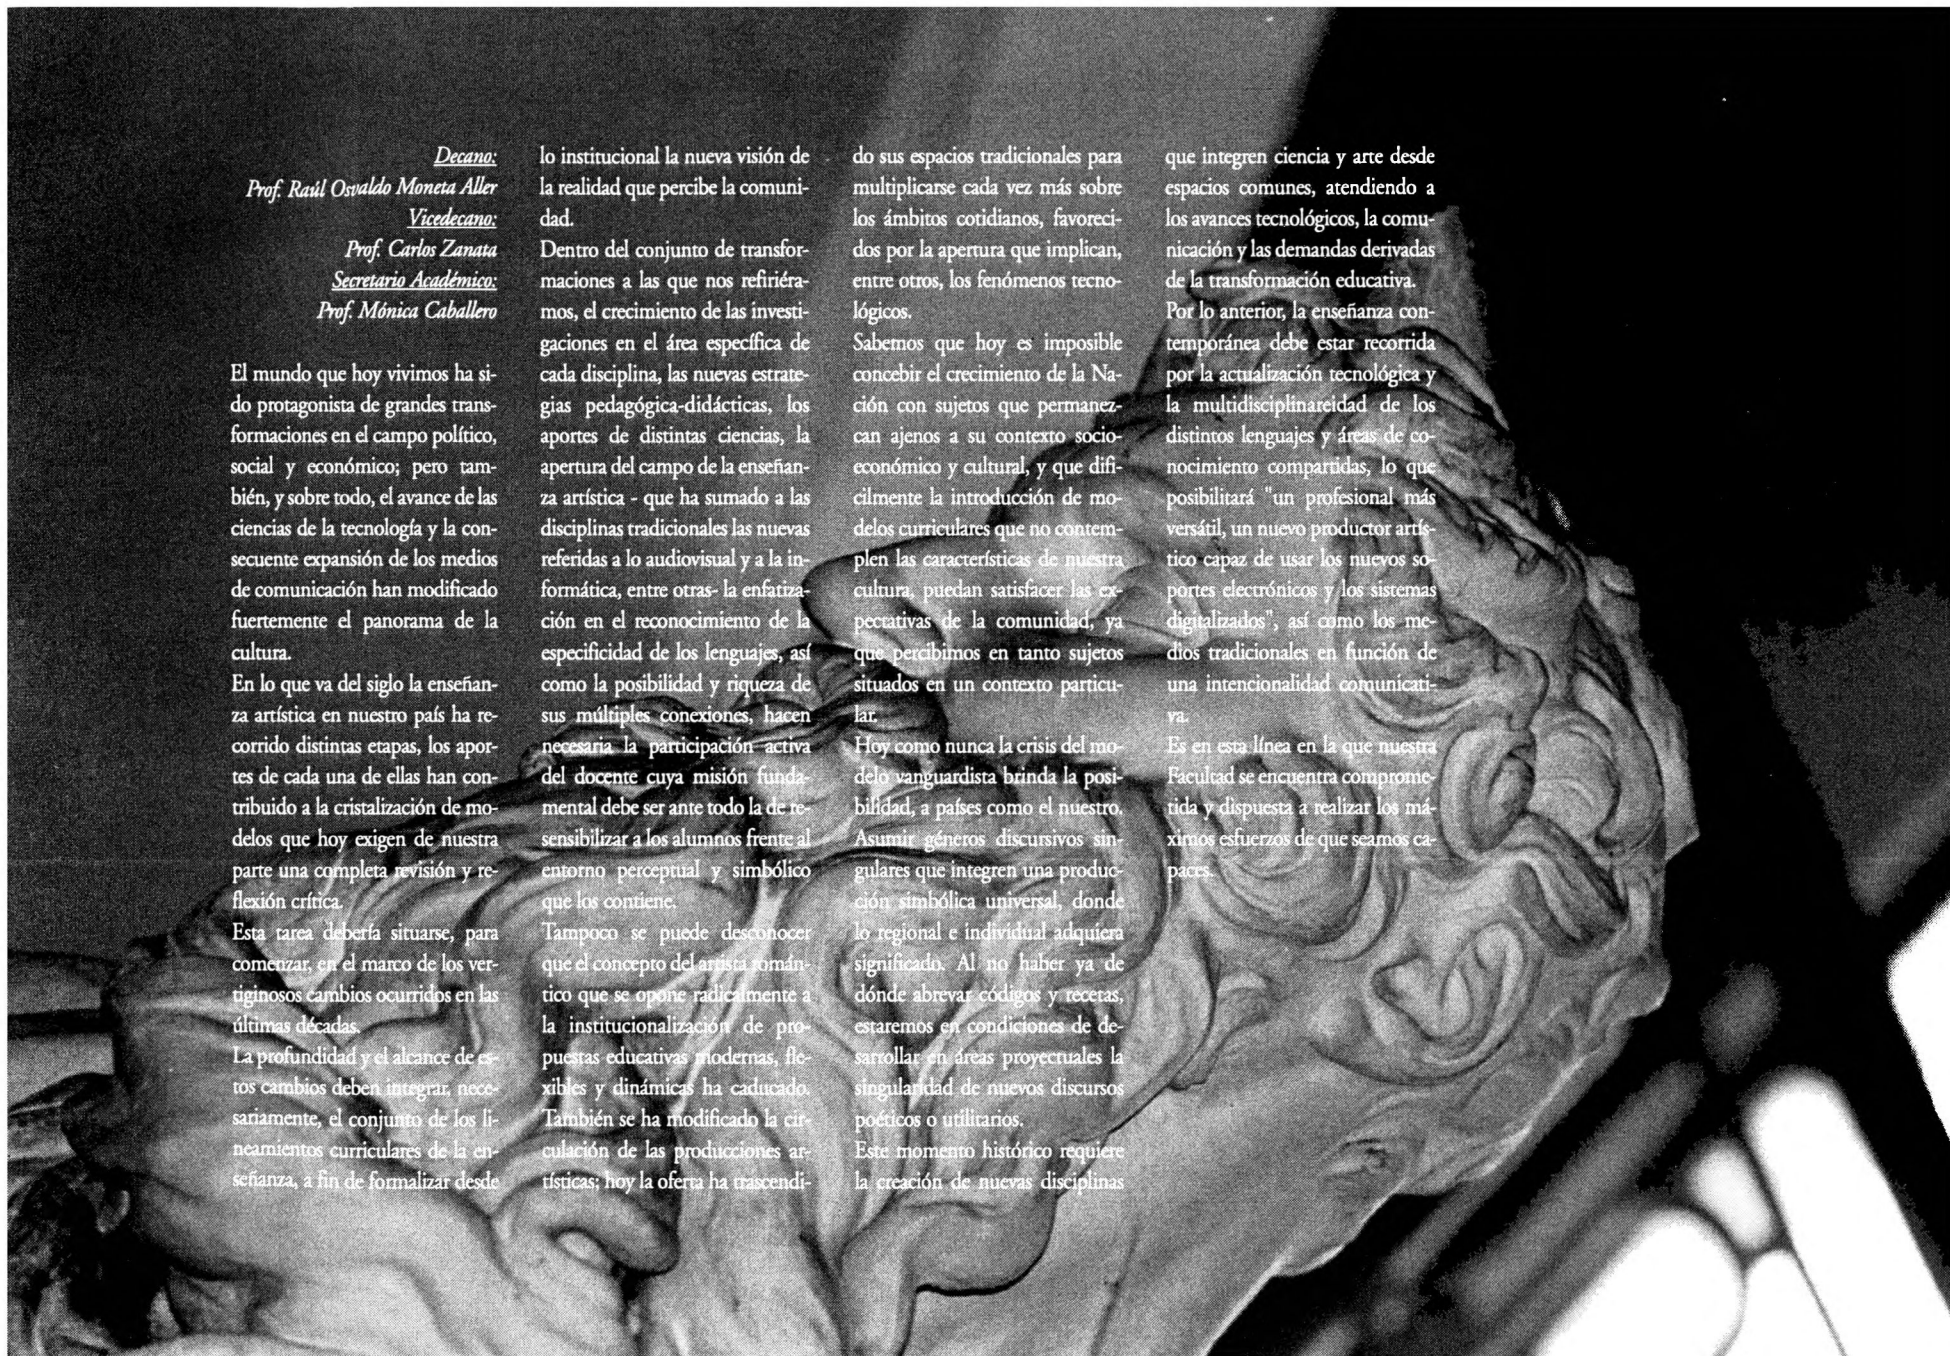 Decano:
Prof. Raúl Osvaldo Moneta Aller
Vicedecano:
Prof. Carlos Zanata
Secretario Académico:
Prof. Mónica Caballero
El mundo que hoy vivimos ha si-
do protagonista de grandes trans-
formaciones en el campo político,
social y económico; pero tam-
bién, y sobre todo, el avance de las
ciencias de la tecnología y la con-
secuente expansión de los medios
de comunicación han modificado
fuertemente el panorama de la
cultura.
En lo que va del siglo la enseñan-
za artística en nuestro país ha re-
corrido distintas etapas, los apor-
tes de cada una de ellas han con-
tribuido a la cristalización de mo-
delos que hoy exigen de nuestra
parte una completa revisión y re-
flexión crítica.
Esta tarea debería situarse, para
comenzar, en el marco de los ver-
tiginosos cambios ocurridos en las
últimas décadas.
La profundidad y el alcance de es-
tos cambios deben integrar, nece-
sariamente, el conjunto de los li-
neamientos curriculares de la en-
señanza, a fin de formalizar desde
lo institucional la nueva visión de
la realidad que percibe la comuni-
dad.
Dentro del conjunto de transfor-
maciones a las que nos refiriéra-
mos, el crecimiento de las investi-
gaciones en el área específica de
cada disciplina, las nuevas estrate-
gias pedagógica-didácticas, los
aportes de distintas ciencias, la
apertura del campo de la enseñan-
za artística - que ha sumado a las
disciplinas tradicionales las nuevas
referidas a lo audiovisual y a la in-
formática, entre otras- la enfatiza-
ción en el reconocimiento de la
especificidad de los lenguajes, así
como la posibilidad y riqueza de
sus múltiples conexiones, hacen
necesaria la participación activa
del docente cuya misión funda-
mental debe ser ante todo la de re-
sensibilizar a los alumnos frente al
entorno perceptual y simbólico
que los contiene.
Tampoco se puede desconocer
que el concepto del artista román-
tico que se opone radicalmente a
la institucionalización de pro-
puestas educativas modernas, fle-
xibles y dinámicas ha caducado.
También se ha modificado la cir-
culación de las producciones ar-
tísticas; hoy la oferta ha trascendi-
do sus espacios tradicionales para
multiplicarse cada vez más sobre
los ámbitos cotidianos, favoreci-
dos por la apertura que implican,
entre otros, los fenómenos tecno-
lógicos.
Sabemos que hoy es imposible
concebir el crecimiento de la Na-
ción con sujetos que permanez-
can ajenos a su contexto socio-
económico y cultural, y que difi-
cilmente la introducción de mo-
delos curriculares que no contem-
plen las características de nuestra
cultura, puedan satisfacer las ex-
pectativas de la comunidad, ya
que percibimos en tanto sujetos
situados en un contexto particu-
lar.
Hoy como nunca la crisis del mo-
delo vanguardista brinda la posi-
bilidad, a países como el nuestro.
Asumir géneros discursivos sin-
gulares que integren una produc-
ción simbólica universal, donde
lo regional e individual adquiera
significado. Al no haber ya de
dónde abrevar códigos y recetas,
estaremos en condiciones de de-
sarrollar en áreas proyectuales la
singularidad de nuevos discursos
poéticos o utilitarios.
Este momento histórico requiere
la creación de nuevas disciplinas
que integren ciencia y arte desde
espacios comunes, atendiendo a
los avances tecnológicos, la comu-
nicación y las demandas derivadas
de la transformación educativa.
Por lo anterior, la enseñanza con-
temporánea debe estar recorrida
por la actualización tecnológica y
la multidisciplinareidad de los
distintos lenguajes y áreas de co-
nocimiento compartidas, lo que
posibilitará "un profesional más
versátil, un nuevo productor artís-
tico capaz de usar los nuevos so-
portes electrónicos y los sistemas
digitalizados", así como los me-
dios tradicionales en función de
una intencionalidad comunicati-
va.
Es en esta línea en la que nuestra
Facultad se encuentra comprome-
tida y dispuesta a realizar los má-
ximos esfuerzos de que seamos ca-
paces.